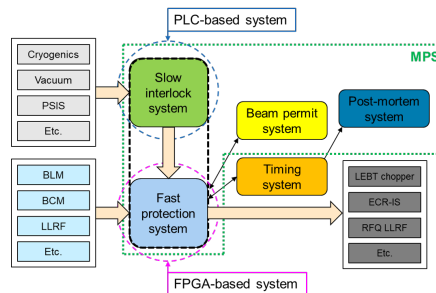 PLC-based system
MPS
Cryogenics
Vacuum
PSIS
Etc.
Slow
interlock
system
Beam permit
system
Post-mortem
system
Timing
system
BLM
BCM
LLRF
Etc.
Fast
protection
system
LEBT chopper
ECR-IS
RFQ LLRF
Etc.
FPGA-based system